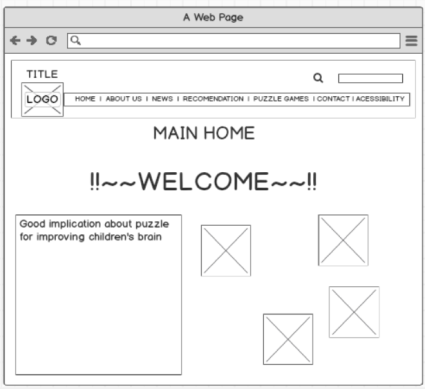 A Web Page
TITLE
LOGO
HOME | ABOUT US | NEWS | RECOMENDATION | PUZZLE GAMES | CONTACT | ACESSIBILITY
MAIN HOME
!!~~WELCOME~~!!
Good implication about puzzle
for improving children's brain